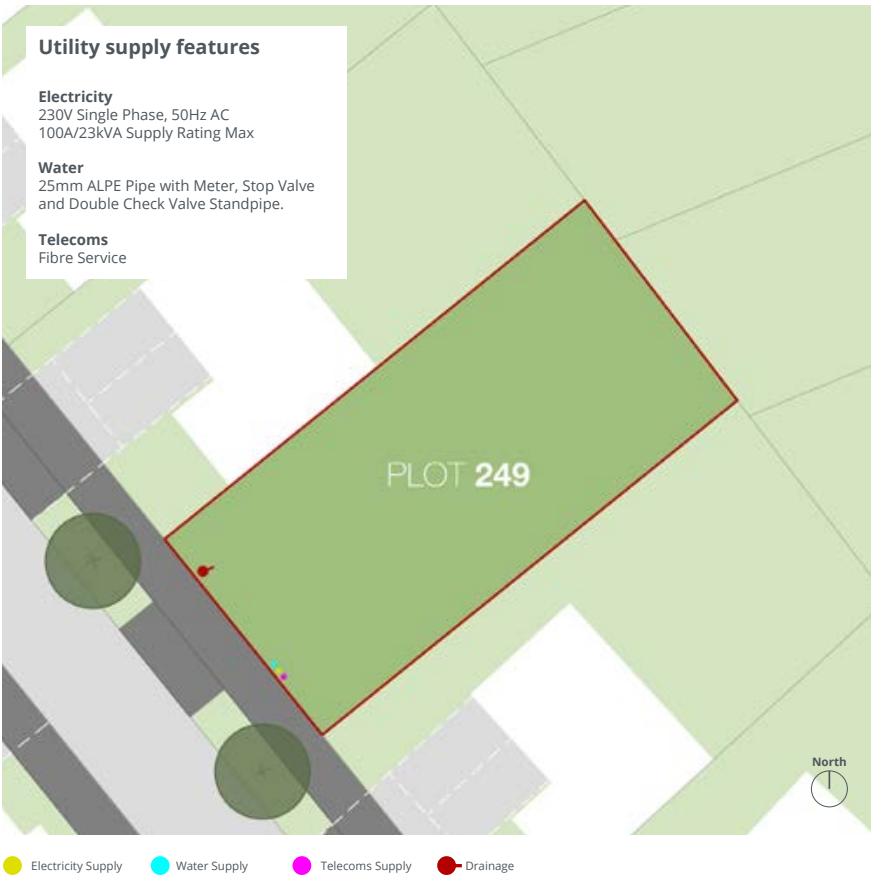 Utility supply features
Electricity
230V Single Phase, 50Hz AC
100A/23kVA Supply Rating Max
Water
25mm ALPE Pipe with Meter, Stop Valve
and Double Check Valve Standpipe.
Telecoms
Fibre Service
PLOT 249
North
Electricity Supply
Water Supply
Telecoms Supply
Drainage